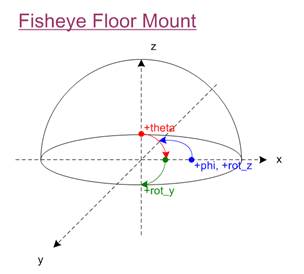 Fisheye Floor Mount
z
+theta
x
+phi, +rot_z
+rot_y
y